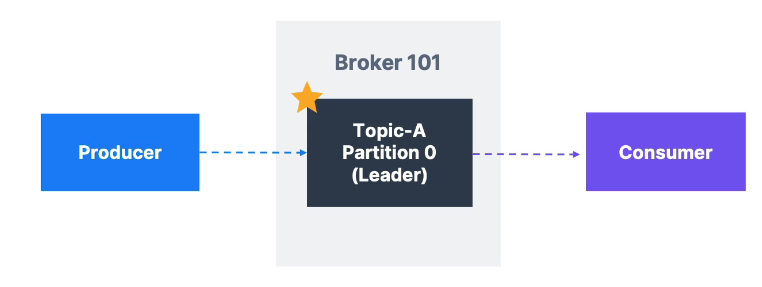 Broker 101
Producer
Topic-A
Partition 0
(Leader)
Consumer